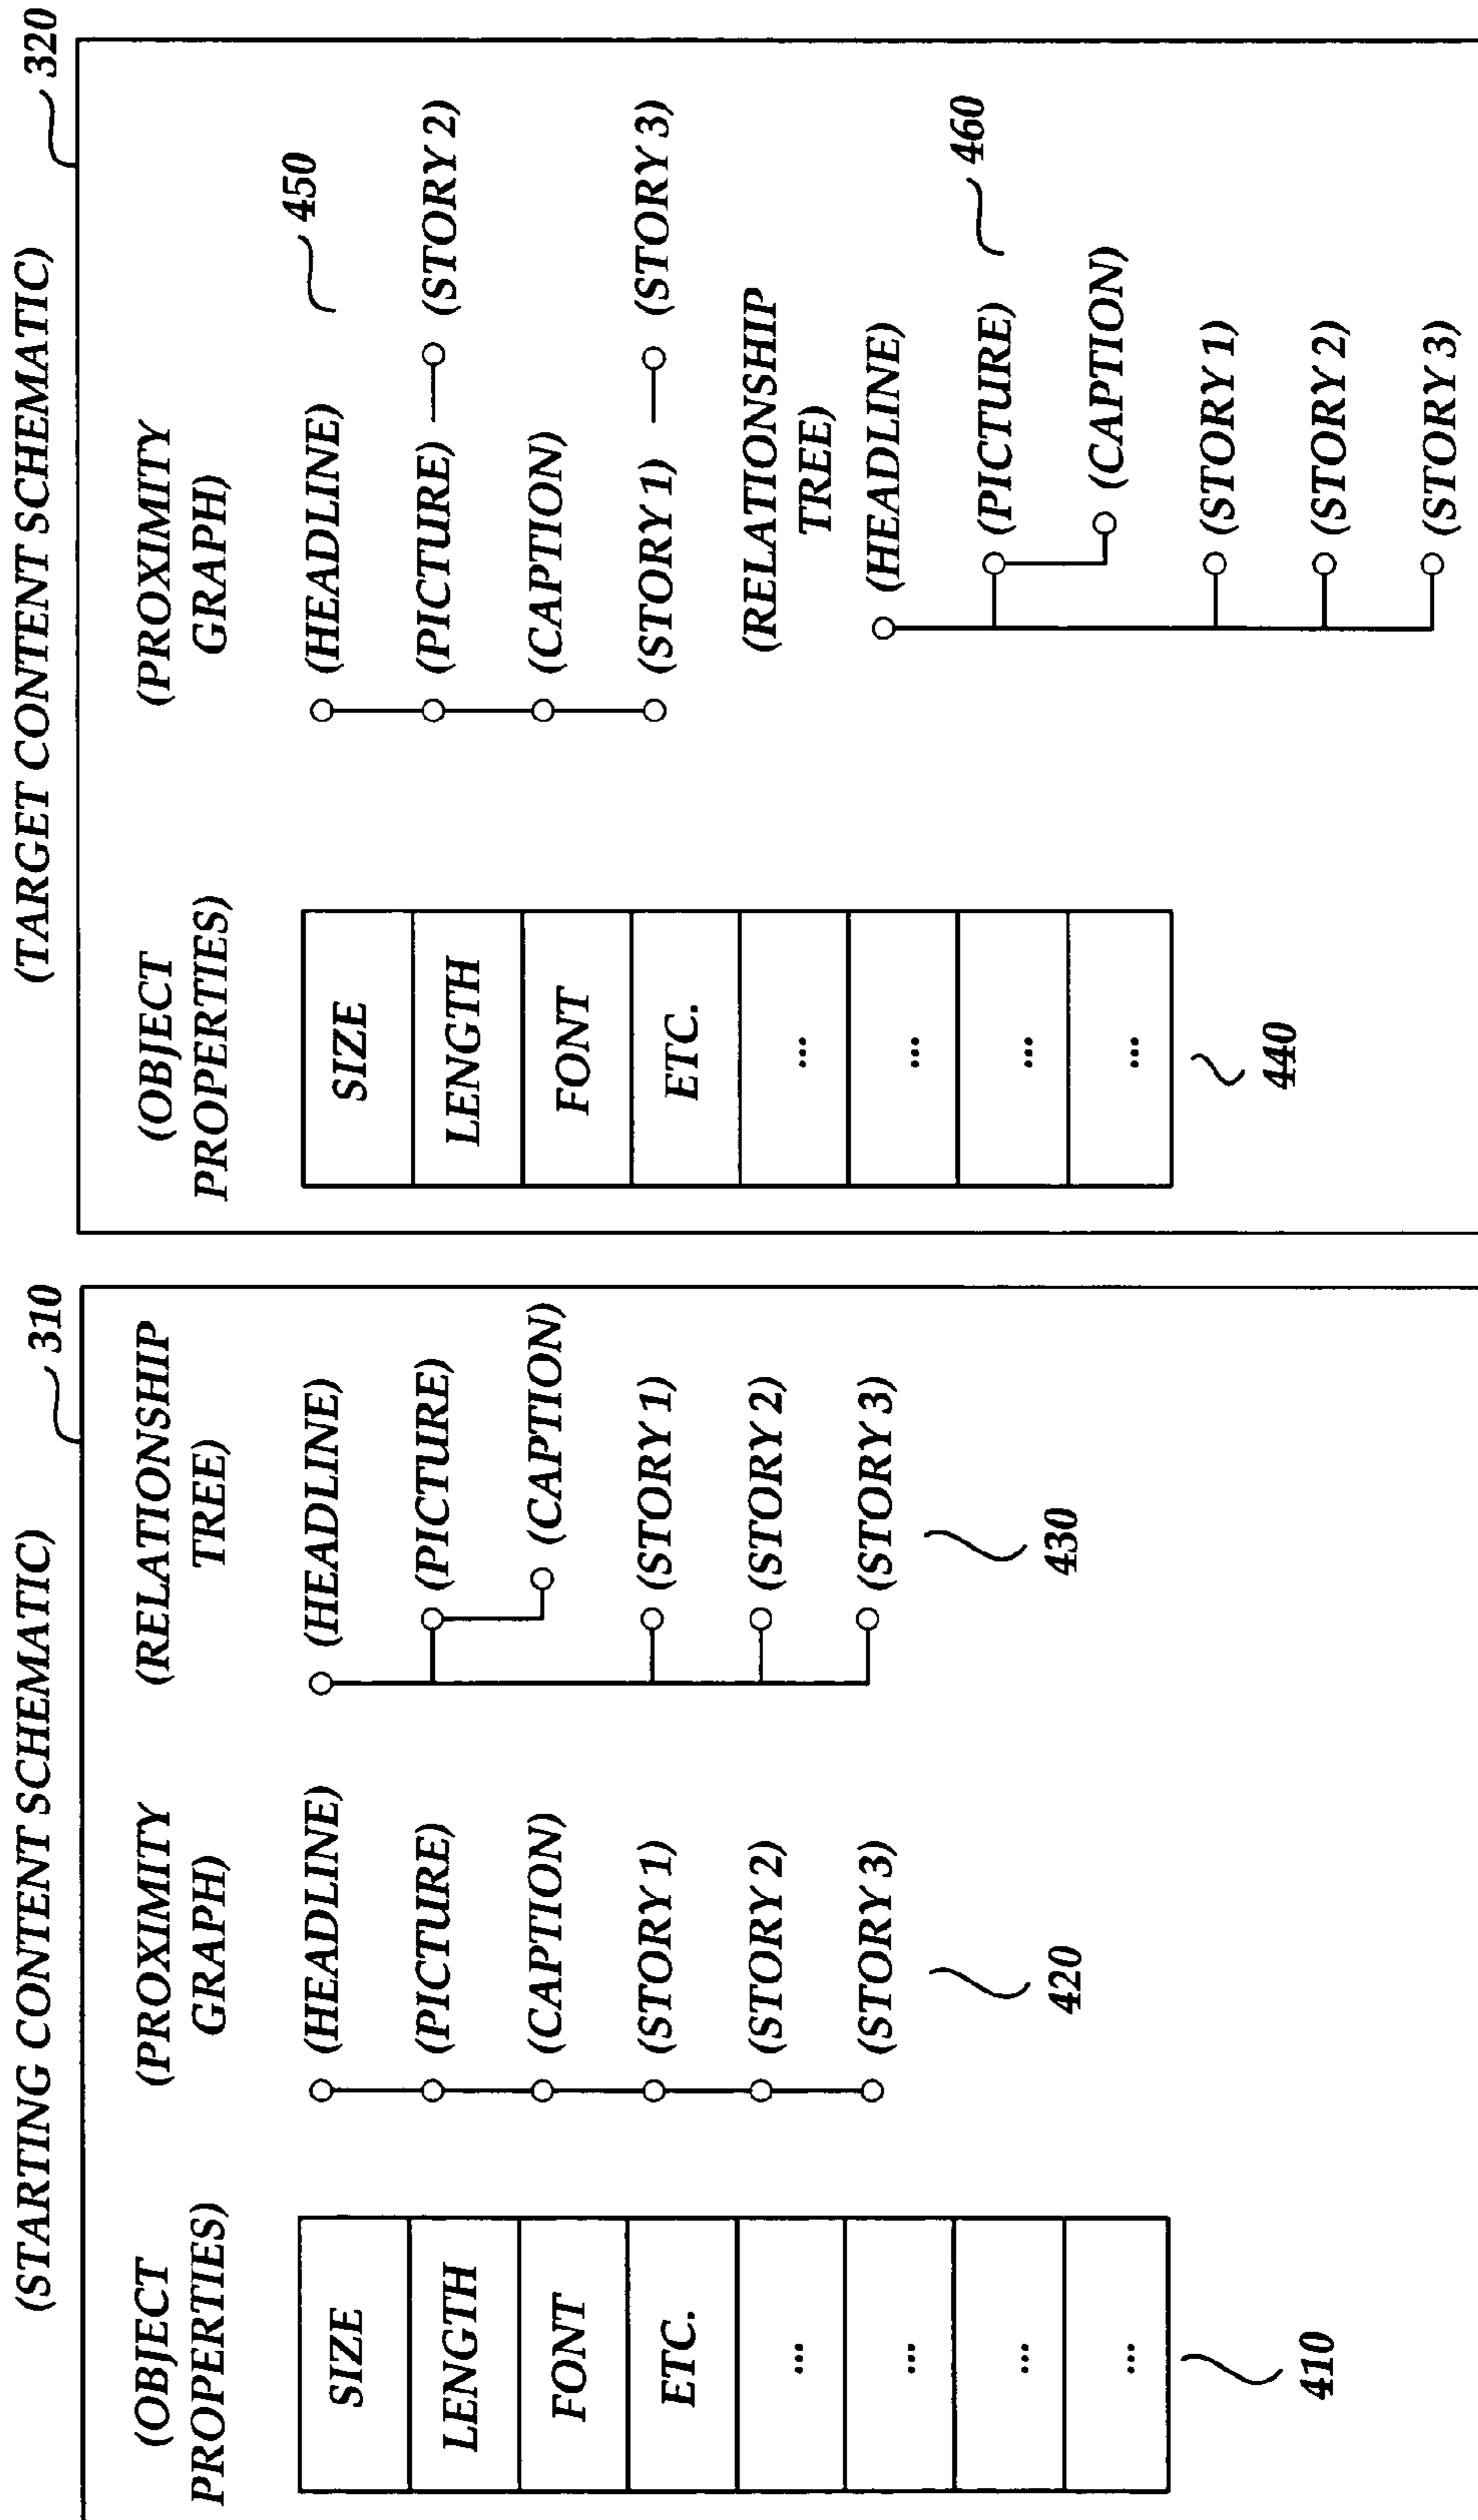 (STARTING CONTENT SCHEMATIC)
310
(OBJECT
PROPERTIES)
SIZE
LENGTH
FONT
ETC.
...
...
...
...
410
(PROXIMITY
GRAPH)
(HEADLINE)
(PICTURE)
(CAPTION)
(STORY 1)
(STORY 2)
(STORY 3)
420
(RELATIONSHIP
TREE)
(HEADLINE)
(PICTURE)
(CAPTION)
(STORY 1)
(STORY 2)
(STORY 3)
430
(TARGET CONTENT SCHEMATIC)
320
(OBJECT
PROPERTIES)
SIZE
LENGTH
FONT
ETC.
...
...
...
...
440
(PROXIMITY
GRAPH)
450
(HEADLINE)
(PICTURE) (STORY 2)
(CAPTION)
(STORY 1) (STORY 3)
(RELATIONSHIP
TREE)
(HEADLINE)
460
(PICTURE)
(CAPTION)
(STORY 1)
(STORY 2)
(STORY 3)